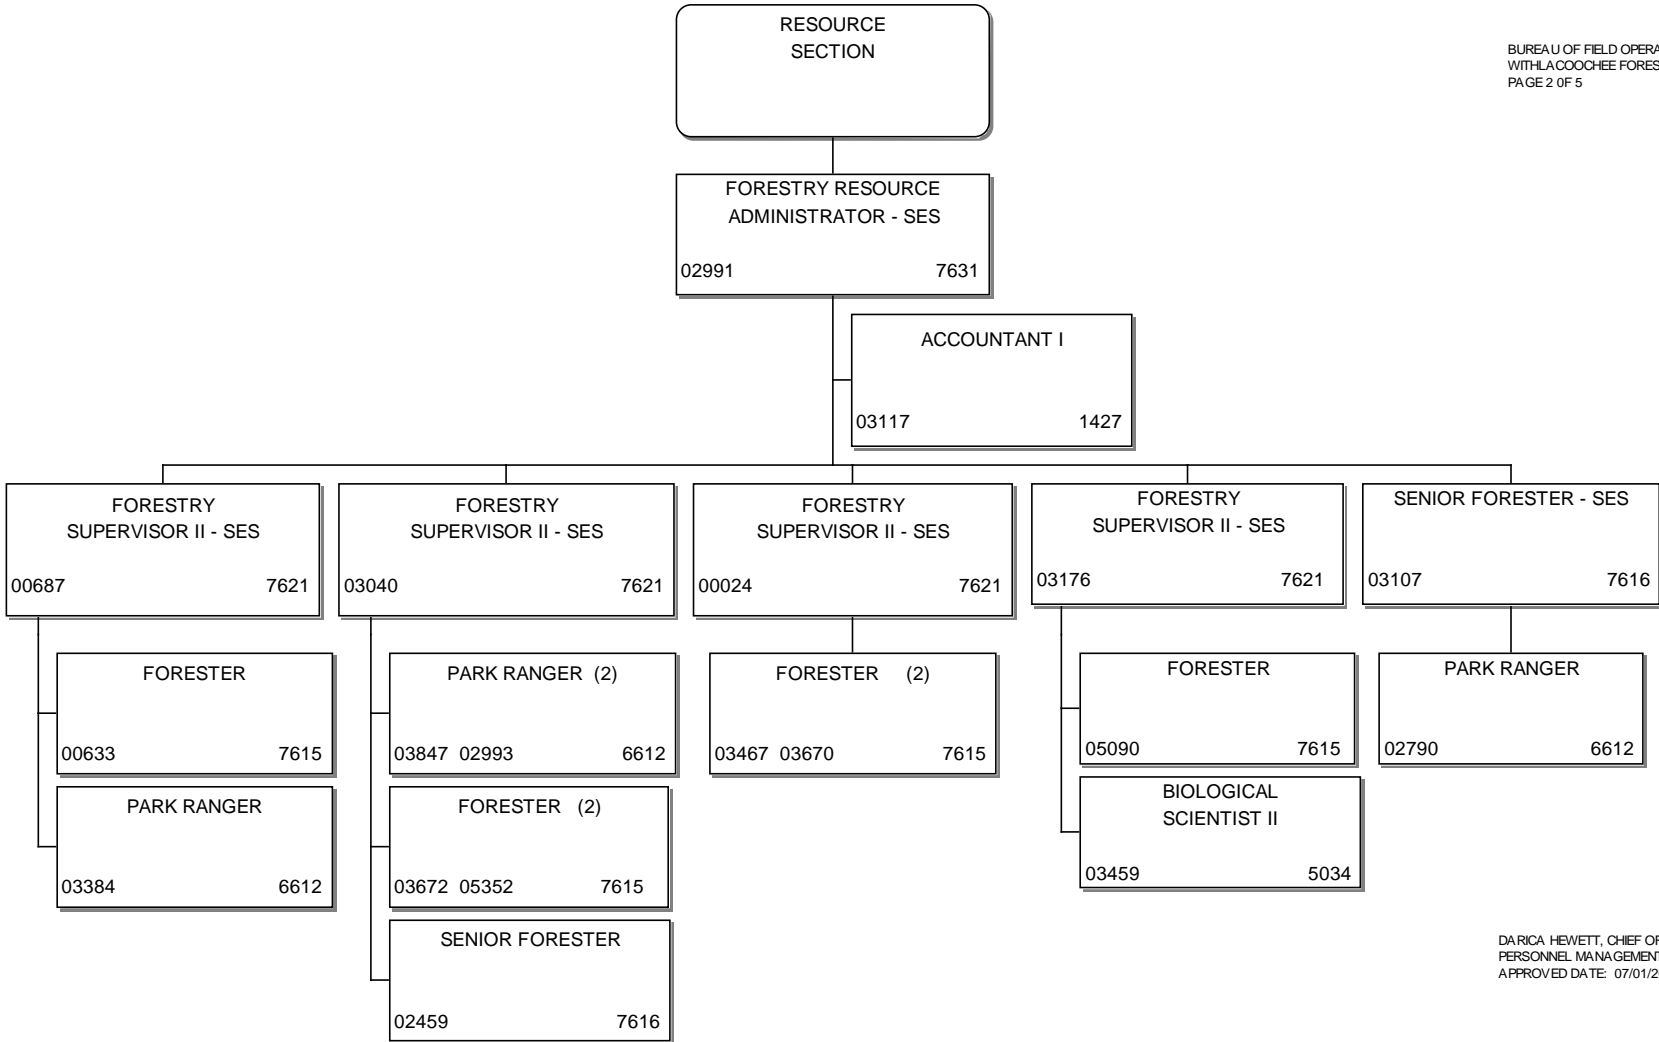 RESOURCE
SECTION
BUREAU OF FIELD OPERA
WITHLACOOCHEE FORES
PAGE 2 0F 5
FORESTRY RESOURCE
ADMINISTRATOR - SES
02991 7631
ACCOUNTANT I
03117 1427
FORESTRY
SUPERVISOR II - SES
00687 7621
FORESTRY
SUPERVISOR II - SES
03040 7621
FORESTRY
SUPERVISOR II - SES
00024 7621
FORESTRY
SUPERVISOR II - SES
03176 7621
SENIOR FORESTER - SES
03107 7616
FORESTER
00633 7615
PARK RANGER
03384 6612
PARK RANGER (2)
03847 02993 6612
FORESTER (2)
03672 05352 7615
SENIOR FORESTER
02459 7616
FORESTER (2)
03467 03670 7615
FORESTER
05090 7615
BIOLOGICAL
SCIENTIST II
03459 5034
PARK RANGER
02790 6612
DARICA HEWETT, CHIEF OF
PERSONNEL MANAGEMENT
APPROVED DATE: 07/01/2